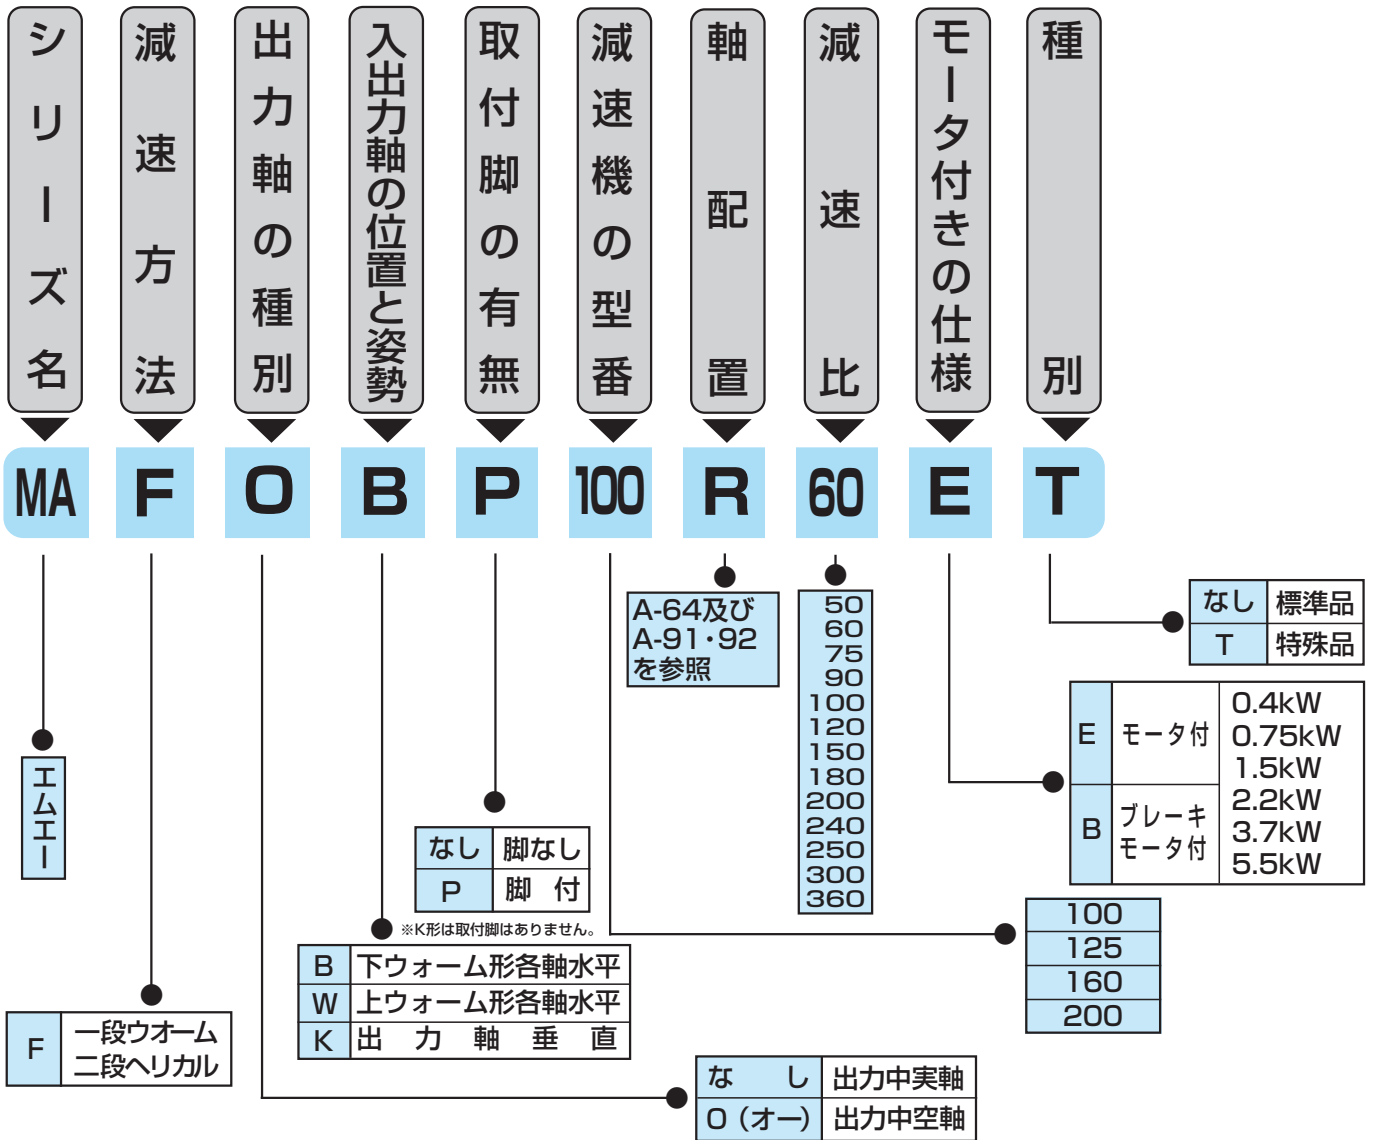 シリーズ名
減速方法
出力軸の種別
入出力軸の位置と姿勢
取付脚の有無
減速機の型番
軸配置
減速比
モータ付きの仕様
種別
MA F O B P 100 R 60 E T
エムエー
F
一段ウオーム
二段ヘリカル
なし 出力中実軸
O (オー) 出力中空軸
B 下ウォーム形各軸水平
W 上ウォーム形各軸水平
K 出力軸垂直
なし 脚なし
P 脚付
※K形は取付脚はありません。
100
125
160
200
A-64及び
A-91・92
を参照
50
60
75
90
100
120
150
180
200
240
250
300
360
E モータ付
B ブレーキ
モータ付
0.4kW
0.75kW
1.5kW
2.2kW
3.7kW
5.5kW
なし 標準品
T 特殊品